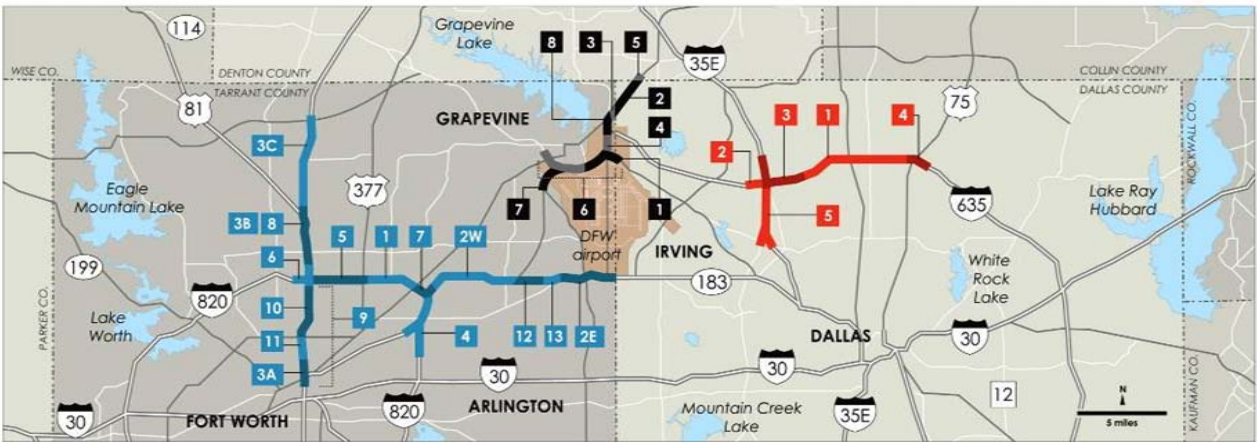 114
Grapevine
Lake
8
3
5
35E
WISE CO.
DENTON COUNTY
TARRANT COUNTY
COLLIN COUNTY
DALLAS COUNTY
81
2
75
ROCKWALL CO.
GRAPEVINE
4
3
1
4
3C
2
377
Eagle
Mountain Lake
Lake Ray
Hubbard
635
7
6
1
5
3B
8
5
1
7
2W
DFW
airport
IRVING
6
199
White
Rock
Lake
820
183
10
9
PARKER CO.
Lake
Worth
11
4
12
13
2E
DALLAS
30
3A
30
30
12
N
5 miles
30
FORT WORTH
820
ARLINGTON
Mountain Creek
Lake
35E
KAUFMAN CO.